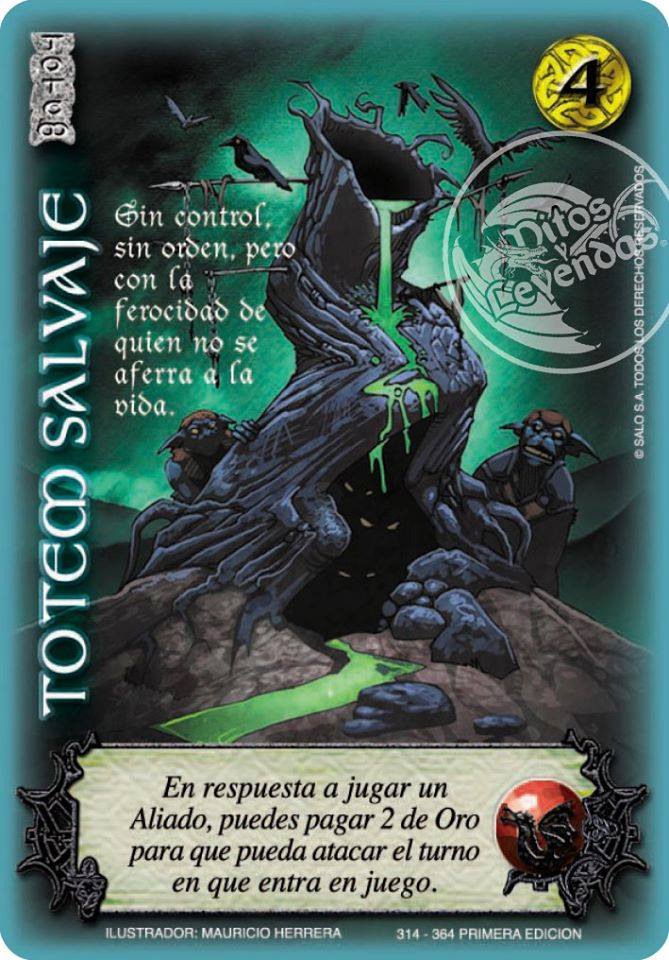 4
TOTEM SALVAJE
Sin control,
sin orden, pero
con la
ferocidad de
quien no se
aferra a la
vida.
Mitos
y
Leyendas
© SALO S.A. TODOS LOS DERECHOS RESERVADOS
En respuesta a jugar un
Aliado, puedes pagar 2 de Oro
para que pueda atacar el turno
en que entra en juego.
ILUSTRADOR: MAURICIO HERRERA 314 - 364 PRIMERA EDICION